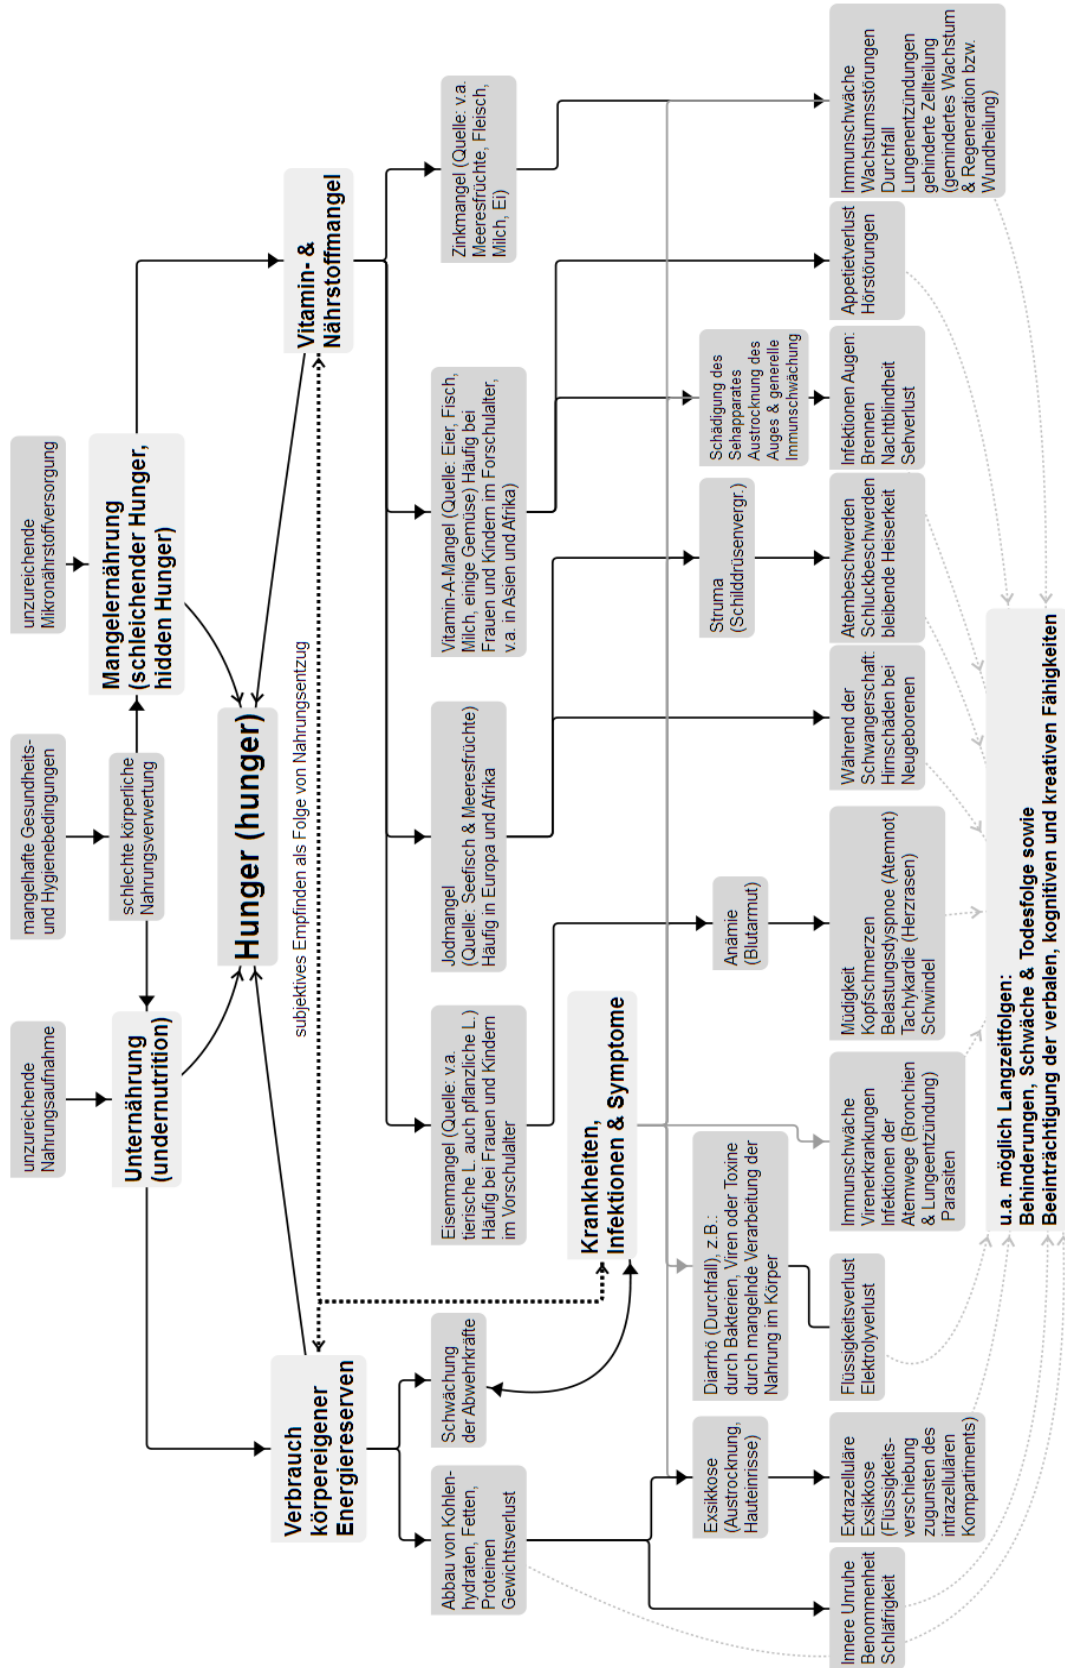 unzureichende
Nahrungsaufnahme
mangelhafte Gesundheits-
und Hygienebedingungen
unzureichende
Mikronährstoffversorgung
Unternährung
(undernutrition)
schlechte körperliche
Nahrungsverwertung
Mangelernährung
(schleichender Hunger,
hidden Hunger)
Hunger (hunger)
subjektives Empfinden als Folge von Nahrungsentzug
Verbrauch
körpereigener
Energiereserven
Vitamin- &
Nährstoffmangel
Abbau von Kohlen-
hydraten, Fetten,
Proteinen
Gewichtsverlust
Schwächung
der Abwehrkräfte
Eisenmangel (Quelle: v.a.
tierische L. auch pflanzliche L.)
Häufig bei Frauen und Kindern
im Vorschulalter
Jodmangel
(Quelle: Seefisch & Meeresfrüchte)
Häufig in Europa und Afrika
Vitamin-A-Mangel (Quelle: Eier, Fisch,
Milch, einige Gemüse) Häufig bei
Frauen und Kindern im Forschulalter,
v.a. in Asien und Afrika)
Zinkmangel (Quelle: v.a.
Meeresfrüchte, Fleisch,
Milch, Ei)
Krankheiten,
Infektionen & Symptome
Exsikkose
(Austrocknung,
Hauteinrisse)
Diarrhö (Durchfall), z.B.:
durch Bakterien, Viren oder Toxine
durch mangelnde Verarbeitung der
Nahrung im Körper
Anämie
(Blutarmut)
Struma
(Schilddrüsenvergr.)
Schädigung des
Sehapparates
Austrocknung des
Auges & generelle
Immunschwächung
Innere Unruhe
Benommenheit
Schläfrigkeit
Extrazelluläre
Exsikkose
(Flüssigkeits-
verschiebung
zugunsten des
intrazellulären
Kompartiments)
Flüssigkeitsverlust
Elektrolyverlust
Immunschwäche
Virenerkrankungen
Infektionen der
Atemwege (Bronchien
& Lungeentzündung)
Parasiten
Müdigkeit
Kopfschmerzen
Belastungsdyspnoe (Atemnot)
Tachykardie (Herzrasen)
Schwindel
Während der
Schwangerschaft:
Hirnschäden bei
Neugeborenen
Atembeschwerden
Schluckbeschwerden
bleibende Heiserkeit
Infektionen Augen:
Brennen
Nachtblindheit
Sehverlust
Appetietverlust
Hörstörungen
Immunschwäche
Wachstumsstörungen
Durchfall
Lungenentzündungen
gehinderte Zellteilung
(gemindertes Wachstum
& Regeneration bzw.
Wundheilung)
u.a. möglich Langzeitfolgen:
Behinderungen, Schwäche & Todesfolge sowie
Beeinträchtigung der verbalen, kognitiven und kreativen Fähigkeiten